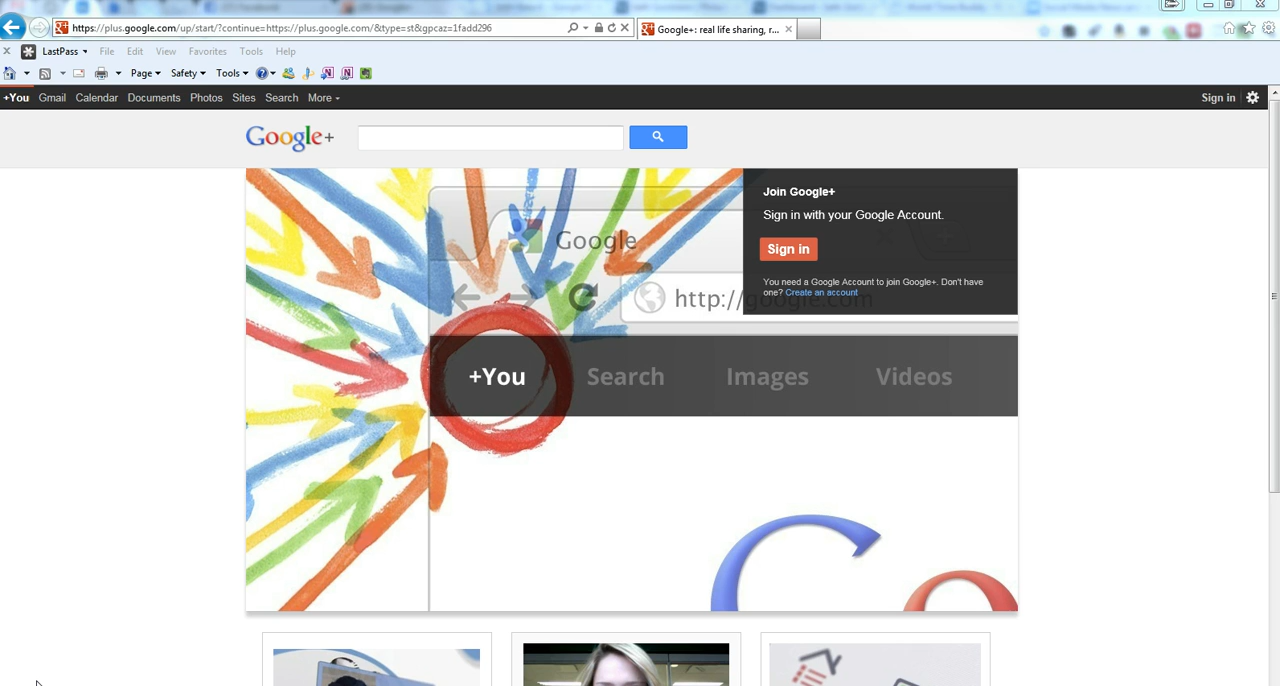 https://plus.google.com/up/start/?continue=https://plus.google.com/&type=st&gpcaz=1fadd296
Google+: real life sharing, r...
LastPass File Edit View Favorites Tools Help
Page Safety Tools
+You Gmail Calendar Documents Photos Sites Search More
Sign in
Google+
Join Google+
Sign in with your Google Account.
Google
Sign in
You need a Google Account to join Google+. Don't have
one? Create an account
http://google.com
+You Search Images Videos